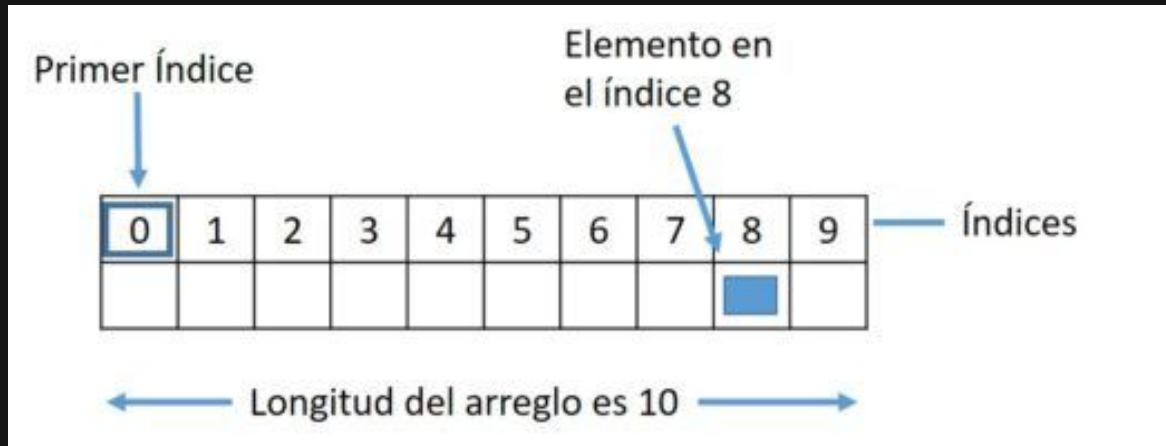 Primer Índice
Elemento en
el índice 8
0 1 2 3 4 5 6 7 8 9
Índices
Longitud del arreglo es 10